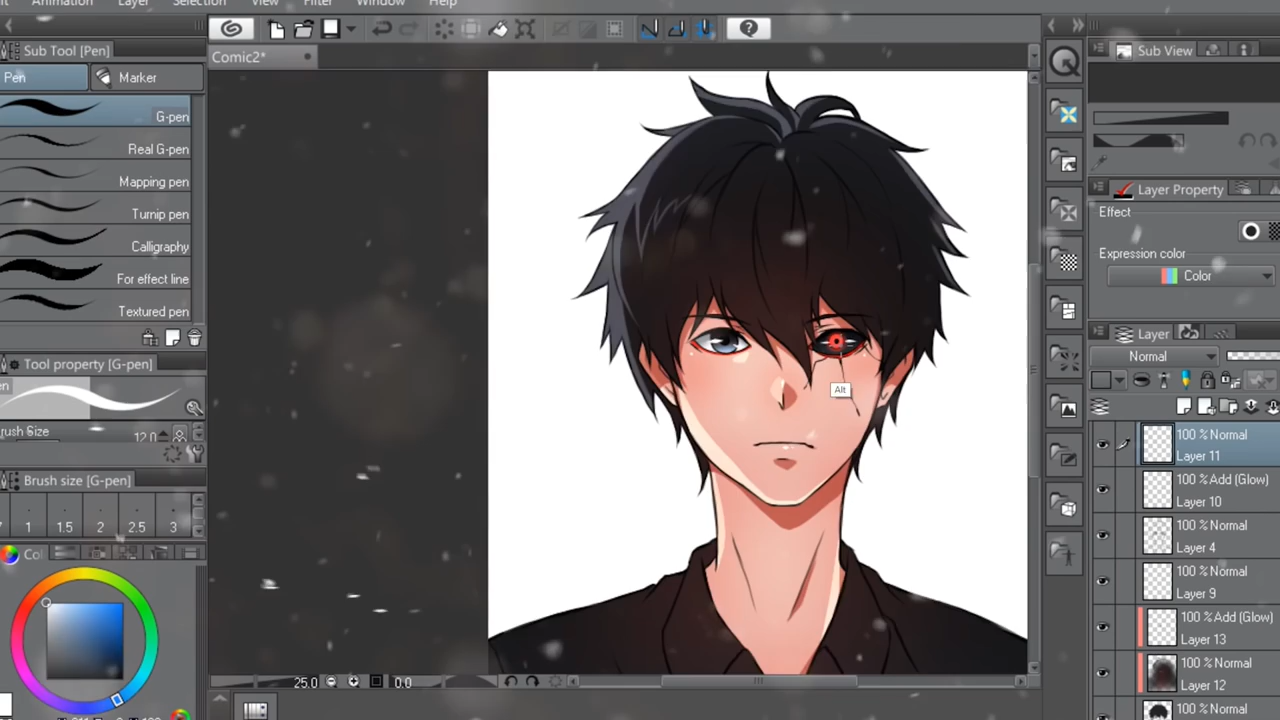 Animation
Layer
Selection
View
Filter
Window
Help
Sub Tool [Pen]
Pen
Marker
G-pen
Real G-pen
Mapping pen
Turnip pen
Calligraphy
For effect line
Textured pen
Tool property [G-pen]
12.0
Brush size [G-pen]
1
1.5
2
2.5
3
Comic2*
Alt
25.0
0.0
Sub View
Layer Property
Effect
Expression color
Color
Layer
Normal
100 % Normal
Layer 11
100 % Add (Glow)
Layer 10
100 % Normal
Layer 4
100 % Normal
Layer 9
100 % Add (Glow)
Layer 13
100 % Normal
Layer 12
100 % Normal